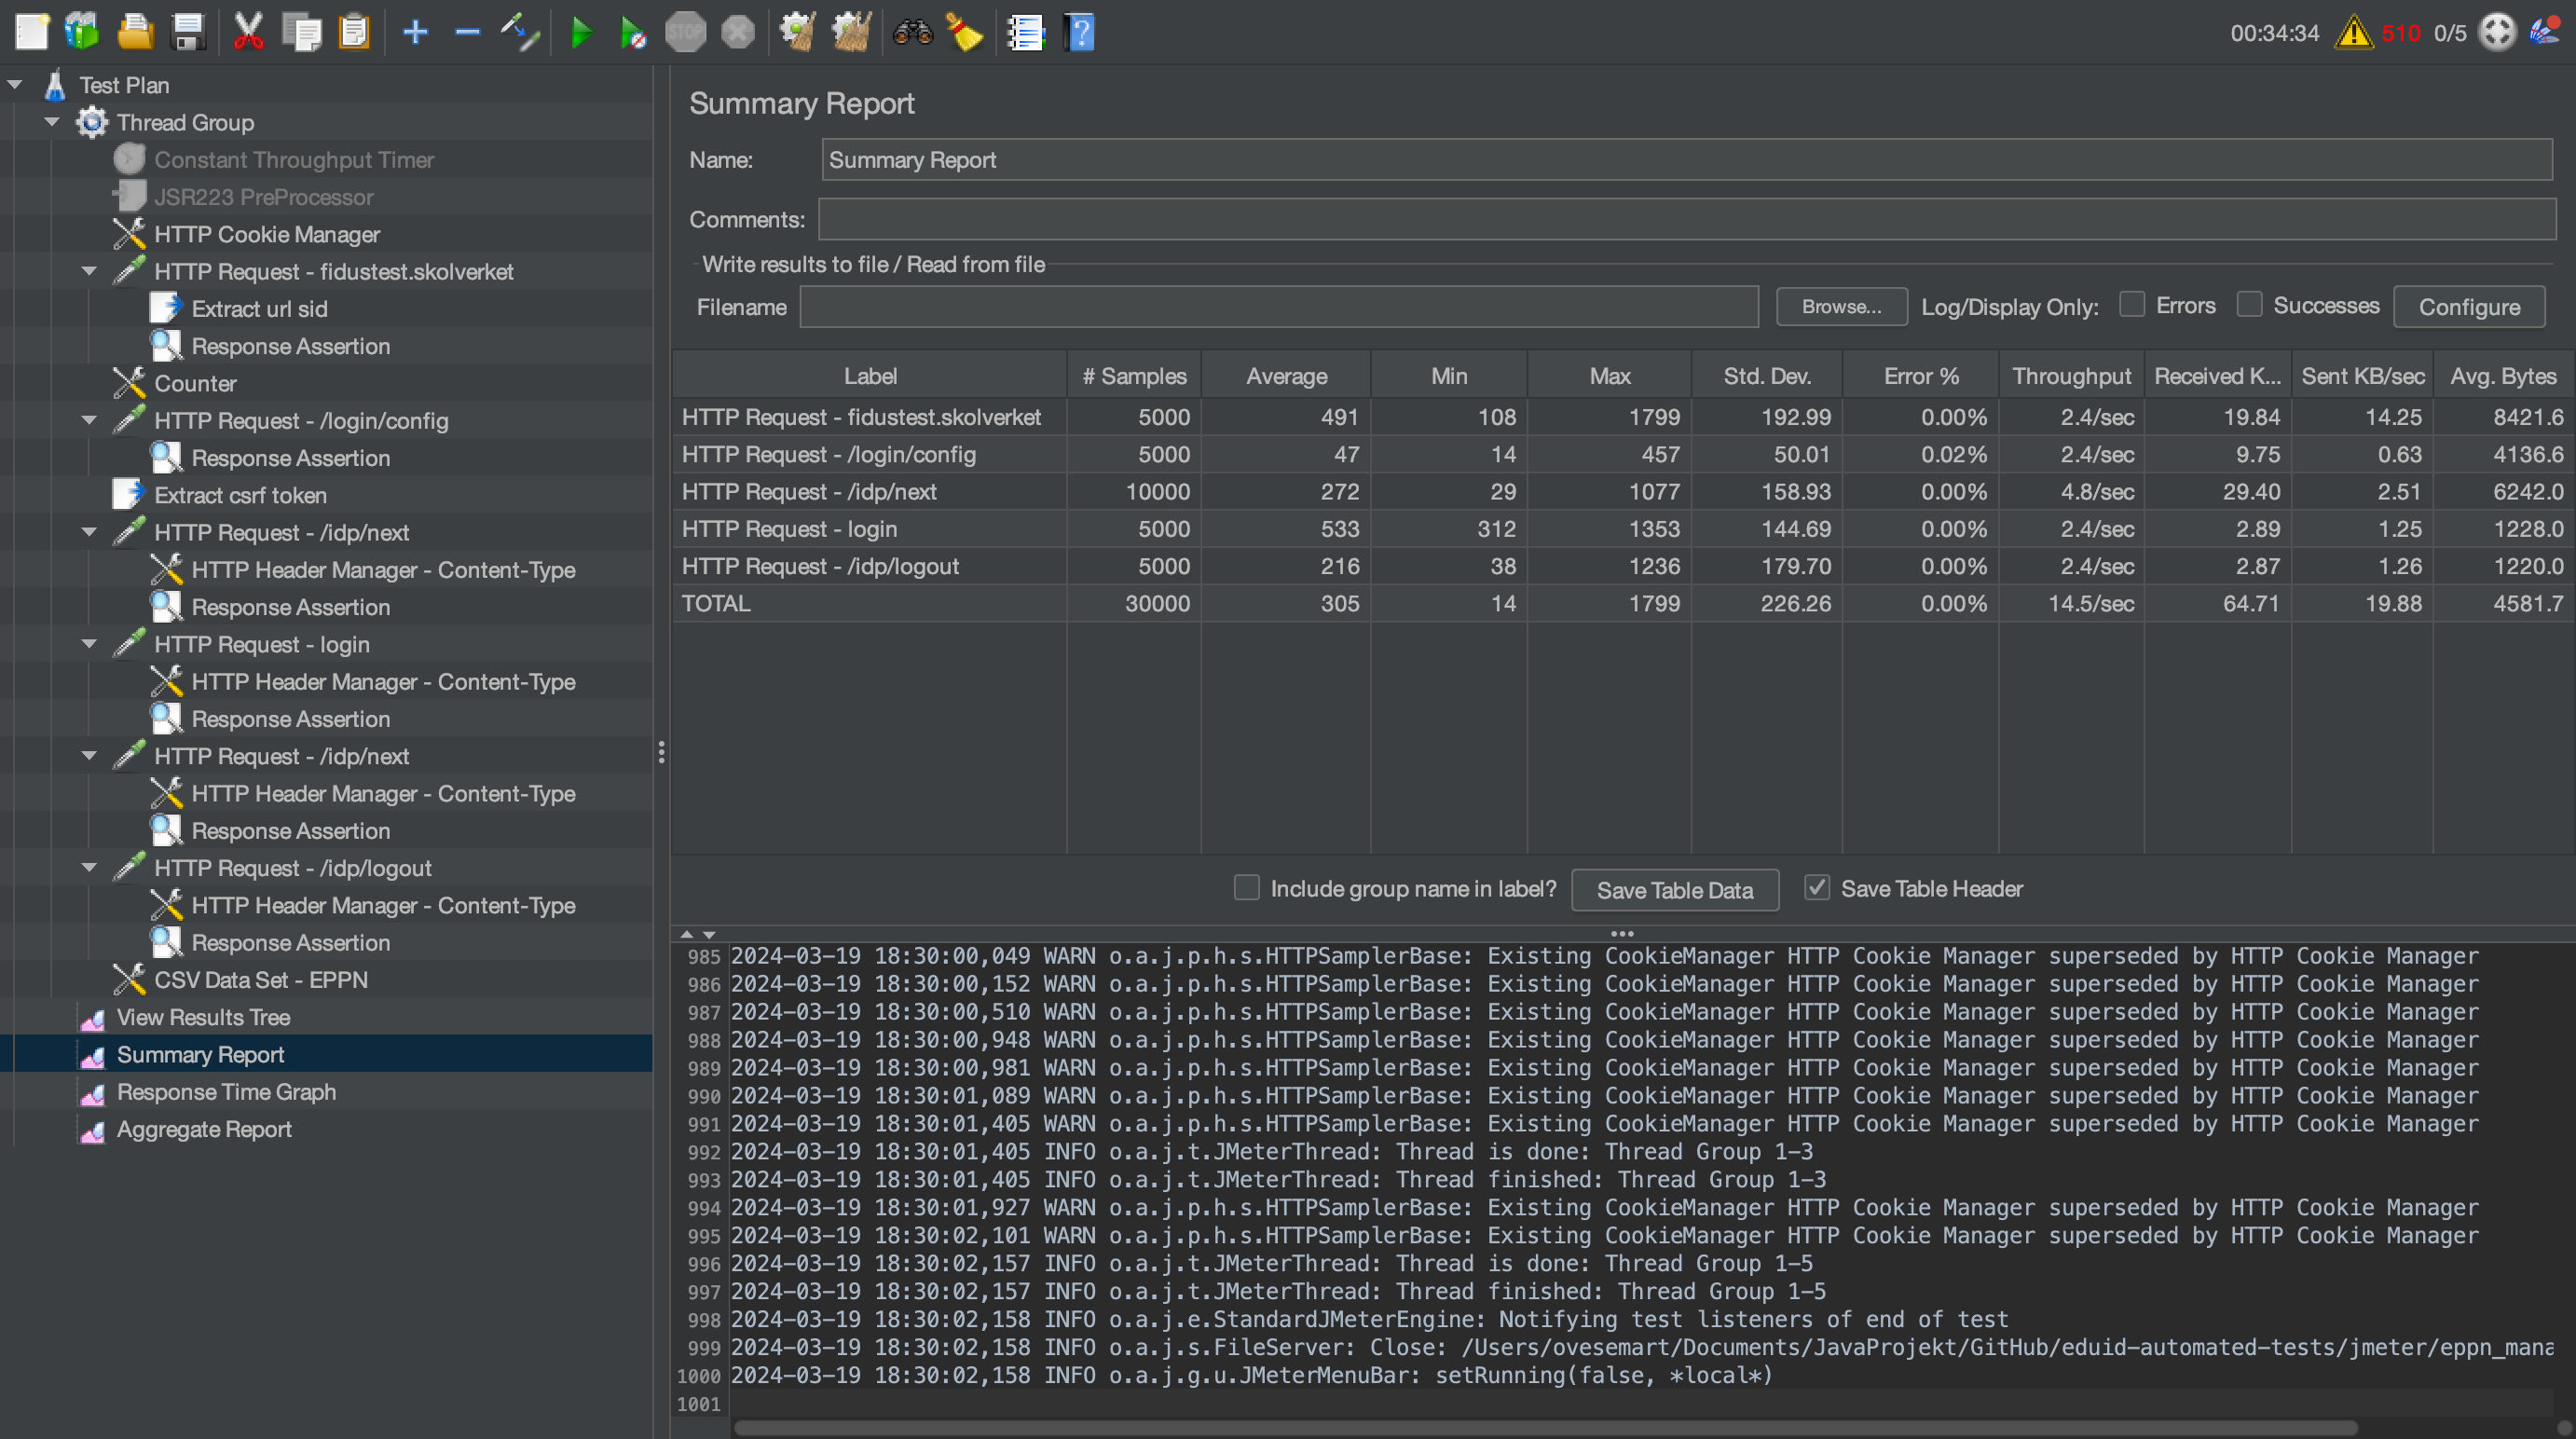 STOP
00:34:34 510 0/5
Test Plan
Thread Group
Constant Throughput Timer
JSR223 PreProcessor
HTTP Cookie Manager
HTTP Request - fidustest.skolverket
Extract url sid
Response Assertion
Counter
HTTP Request - /login/config
Response Assertion
Extract csrf token
HTTP Request - /idp/next
HTTP Header Manager - Content-Type
Response Assertion
HTTP Request - login
HTTP Header Manager - Content-Type
Response Assertion
HTTP Request - /idp/next
HTTP Header Manager - Content-Type
Response Assertion
HTTP Request - /idp/logout
HTTP Header Manager - Content-Type
Response Assertion
CSV Data Set - EPPN
View Results Tree
Summary Report
Response Time Graph
Aggregate Report
Summary Report
Name: Summary Report
Comments:
Write results to file / Read from file
Filename Browse... Log/Display Only: Errors Successes Configure
Label # Samples Average Min Max Std. Dev. Error % Throughput Received K... Sent KB/sec Avg. Bytes
HTTP Request - fidustest.skolverket 5000 491 108 1799 192.99 0.00% 2.4/sec 19.84 14.25 8421.6
HTTP Request - /login/config 5000 47 14 457 50.01 0.02% 2.4/sec 9.75 0.63 4136.6
HTTP Request - /idp/next 10000 272 29 1077 158.93 0.00% 4.8/sec 29.40 2.51 6242.0
HTTP Request - login 5000 533 312 1353 144.69 0.00% 2.4/sec 2.89 1.25 1228.0
HTTP Request - /idp/logout 5000 216 38 1236 179.70 0.00% 2.4/sec 2.87 1.26 1220.0
TOTAL 30000 305 14 1799 226.26 0.00% 14.5/sec 64.71 19.88 4581.7
Include group name in label? Save Table Data Save Table Header
985 2024-03-19 18:30:00,049 WARN o.a.j.p.h.s.HTTPSamplerBase: Existing CookieManager HTTP Cookie Manager superseded by HTTP Cookie Manager
986 2024-03-19 18:30:00,152 WARN o.a.j.p.h.s.HTTPSamplerBase: Existing CookieManager HTTP Cookie Manager superseded by HTTP Cookie Manager
987 2024-03-19 18:30:00,510 WARN o.a.j.p.h.s.HTTPSamplerBase: Existing CookieManager HTTP Cookie Manager superseded by HTTP Cookie Manager
988 2024-03-19 18:30:00,948 WARN o.a.j.p.h.s.HTTPSamplerBase: Existing CookieManager HTTP Cookie Manager superseded by HTTP Cookie Manager
989 2024-03-19 18:30:00,981 WARN o.a.j.p.h.s.HTTPSamplerBase: Existing CookieManager HTTP Cookie Manager superseded by HTTP Cookie Manager
990 2024-03-19 18:30:01,089 WARN o.a.j.p.h.s.HTTPSamplerBase: Existing CookieManager HTTP Cookie Manager superseded by HTTP Cookie Manager
991 2024-03-19 18:30:01,405 WARN o.a.j.p.h.s.HTTPSamplerBase: Existing CookieManager HTTP Cookie Manager superseded by HTTP Cookie Manager
992 2024-03-19 18:30:01,405 INFO o.a.j.t.JMeterThread: Thread is done: Thread Group 1-3
993 2024-03-19 18:30:01,405 INFO o.a.j.t.JMeterThread: Thread finished: Thread Group 1-3
994 2024-03-19 18:30:01,927 WARN o.a.j.p.h.s.HTTPSamplerBase: Existing CookieManager HTTP Cookie Manager superseded by HTTP Cookie Manager
995 2024-03-19 18:30:02,101 WARN o.a.j.p.h.s.HTTPSamplerBase: Existing CookieManager HTTP Cookie Manager superseded by HTTP Cookie Manager
996 2024-03-19 18:30:02,157 INFO o.a.j.t.JMeterThread: Thread is done: Thread Group 1-5
997 2024-03-19 18:30:02,157 INFO o.a.j.t.JMeterThread: Thread finished: Thread Group 1-5
998 2024-03-19 18:30:02,158 INFO o.a.j.e.StandardJMeterEngine: Notifying test listeners of end of test
999 2024-03-19 18:30:02,158 INFO o.a.j.s.FileServer: Close: /Users/ovesemart/Documents/JavaProjekt/GitHub/eduid-automated-tests/jmeter/eppn_mana
1000 2024-03-19 18:30:02,158 INFO o.a.j.g.u.JMeterMenuBar: setRunning(false, *local*)
1001